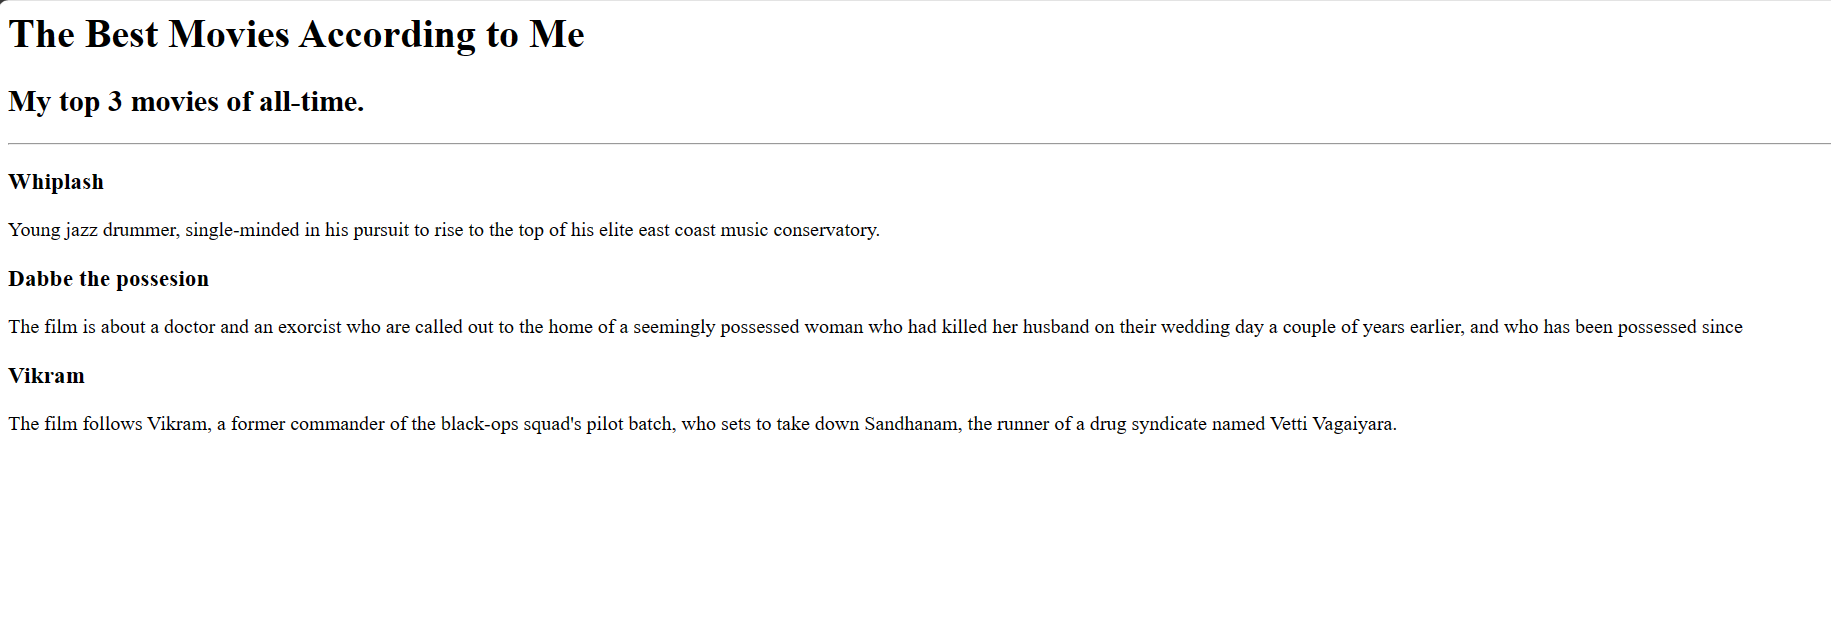 The Best Movies According to Me
My top 3 movies of all-time.
Whiplash
Young jazz drummer, single-minded in his pursuit to rise to the top of his elite east coast music conservatory.
Dabbe the possesion
The film is about a doctor and an exorcist who are called out to the home of a seemingly possessed woman who had killed her husband on their wedding day a couple of years earlier, and who has been possessed since
Vikram
The film follows Vikram, a former commander of the black-ops squad's pilot batch, who sets to take down Sandhanam, the runner of a drug syndicate named Vetti Vagaiyara.